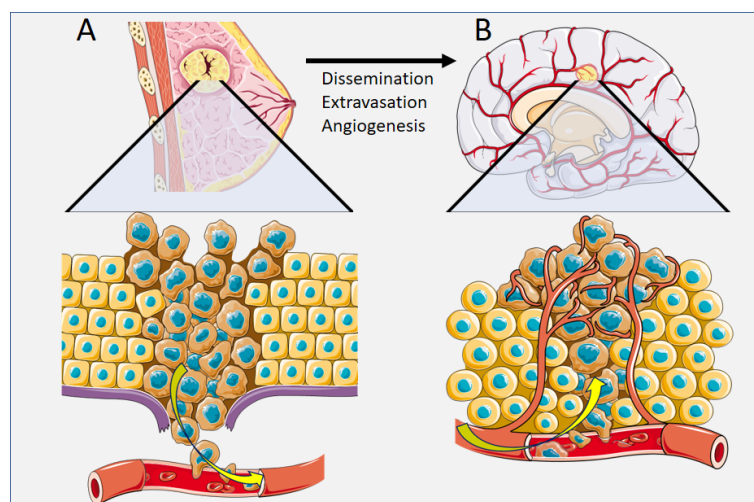 A
B
Dissemination
Extravasation
Angiogenesis